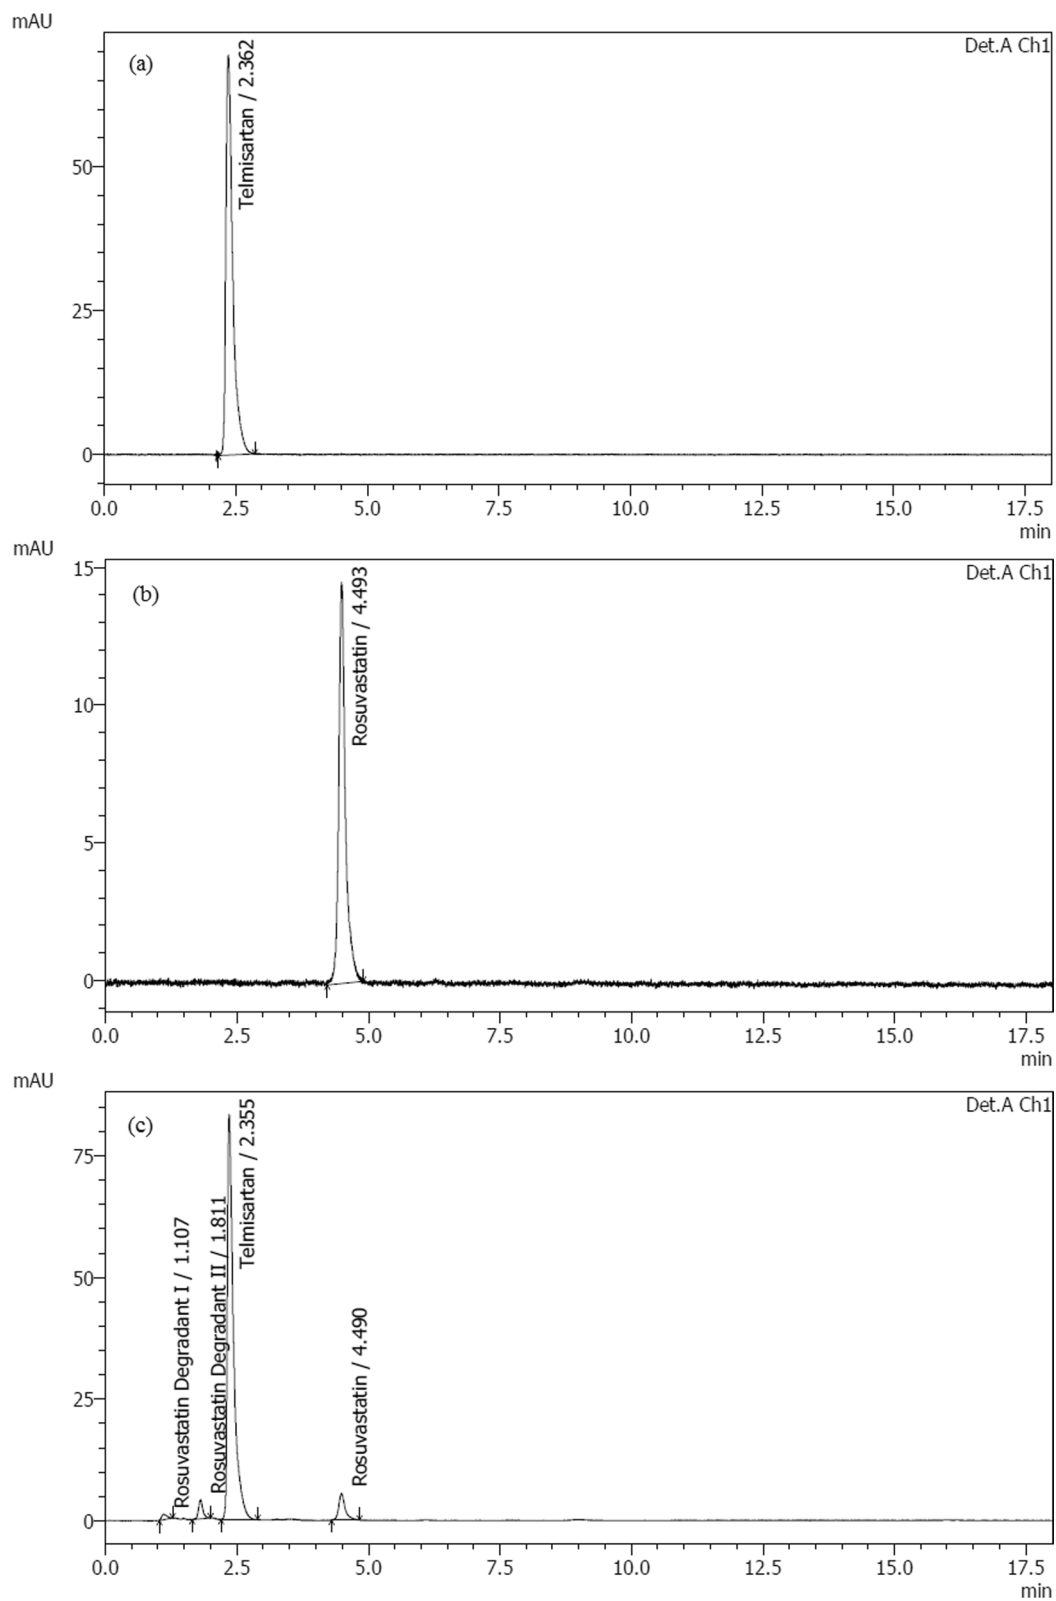 mAU
Det.A Ch1
(a)
Telmisartan / 2.362
50
25
0
0.0 2.5 5.0 7.5 10.0 12.5 15.0 17.5
min
mAU
15
Det.A Ch1
(b)
Rosuvastatin / 4.493
10
5
0
0.0 2.5 5.0 7.5 10.0 12.5 15.0 17.5
min
mAU
Det.A Ch1
(c)
75
50
25
0
Rosuvastatin Degradant I / 1.107
Rosuvastatin Degradant II / 1.811
Telmisartan / 2.355
Rosuvastatin / 4.490
0.0 2.5 5.0 7.5 10.0 12.5 15.0 17.5
min